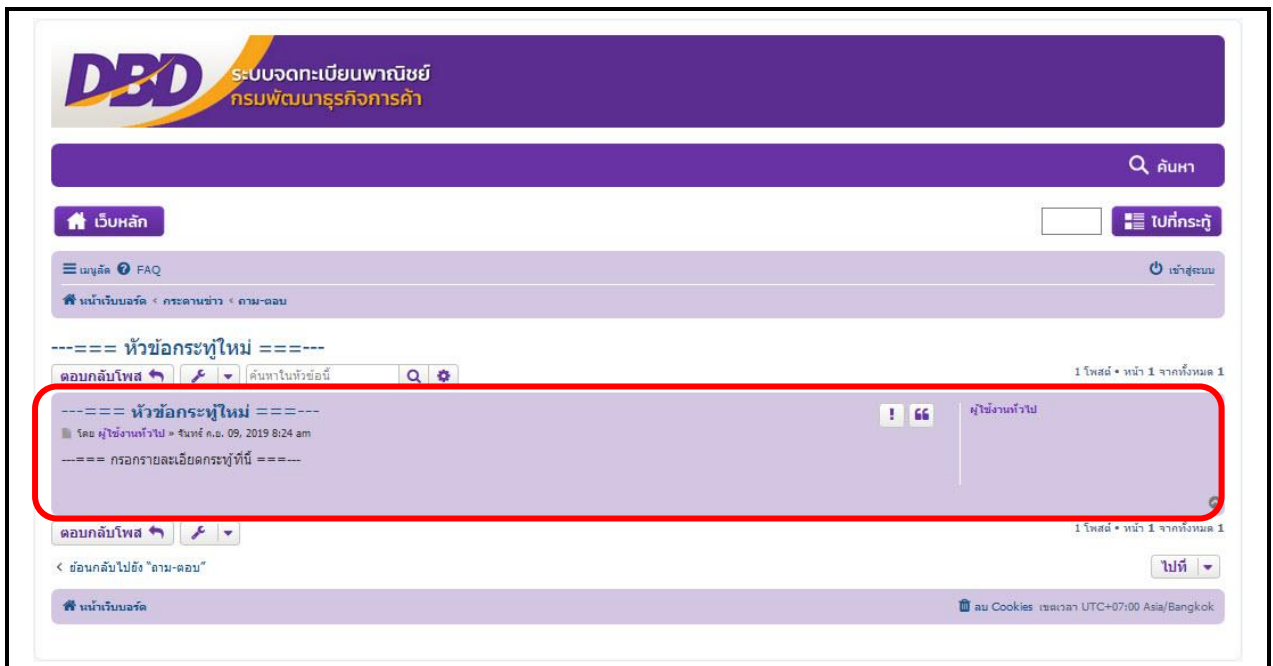 DBD
ระบบจดทะเบียนพาณิชย์
กรมพัฒนาธุรกิจการค้า
ค้นหา
เว็บหลัก
ไปที่กระทู้
เมนูลัด FAQ
เข้าสู่ระบบ
หน้าเว็บบอร์ด ‹ กระดานข่าว ‹ ถาม-ตอบ
---=== หัวข้อกระทู่ใหม่ ===---
ตอบกลับโพส ค้นหาในหัวข้อนี้
1 โพสต์ • หน้า 1 จากทั้งหมด 1
---=== หัวข้อกระทู้ใหม่ ===---
ผู้ใช้งานทั่วไป
โดย ผู้ใช้งานทั่วไป » จันทร์ ก.ย. 09, 2019 8:24 am
---=== กรอกรายละเอียดกระทู้ที่นี่ ===---
ตอบกลับโพส
1 โพสต์ • หน้า 1 จากทั้งหมด 1
‹ ย้อนกลับไปยัง "ถาม-ตอบ"
ไปที่
หน้าเว็บบอร์ด
ลบ Cookies เขตเวลา UTC+07:00 Asia/Bangkok